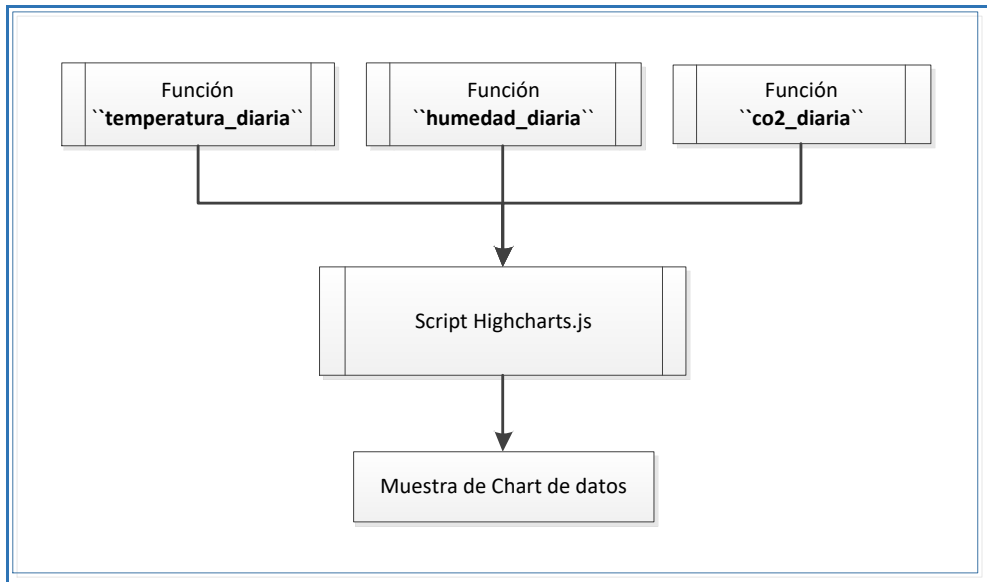 Función
``temperatura_diaria``
Función
``humedad_diaria``
Función
``co2_diaria``
Script Highcharts.js
Muestra de Chart de datos